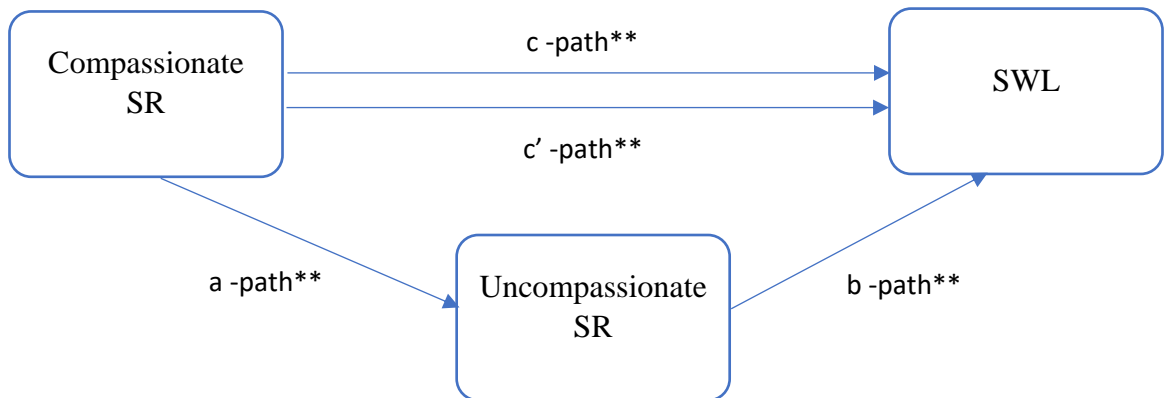 c -path**
Compassionate
SR
SWL
c’ -path**
a -path**
Uncompassionate
SR
b -path**